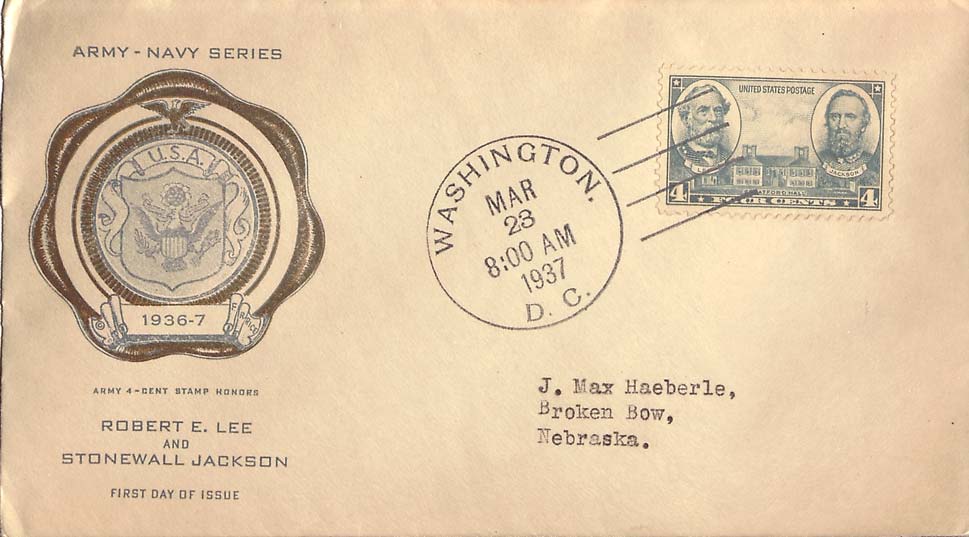 ARMY - NAVY SERIES
U.S.A.
1936-7
ARMY 4-CENT STAMP HONORS
ROBERT E. LEE
AND
STONEWALL JACKSON
FIRST DAY OF ISSUE
WASHINGTON,
MAR
23
8:00 AM
1937
D. C.
UNITED STATES POSTAGE
JACKSON
4 FOUR CENTS 4
J. Max Haeberle,
Broken Bow,
Nebraska.